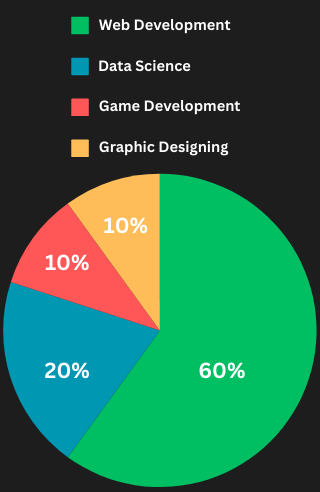 Web Development
Data Science
Game Development
Graphic Designing
10%
10%
20%
60%